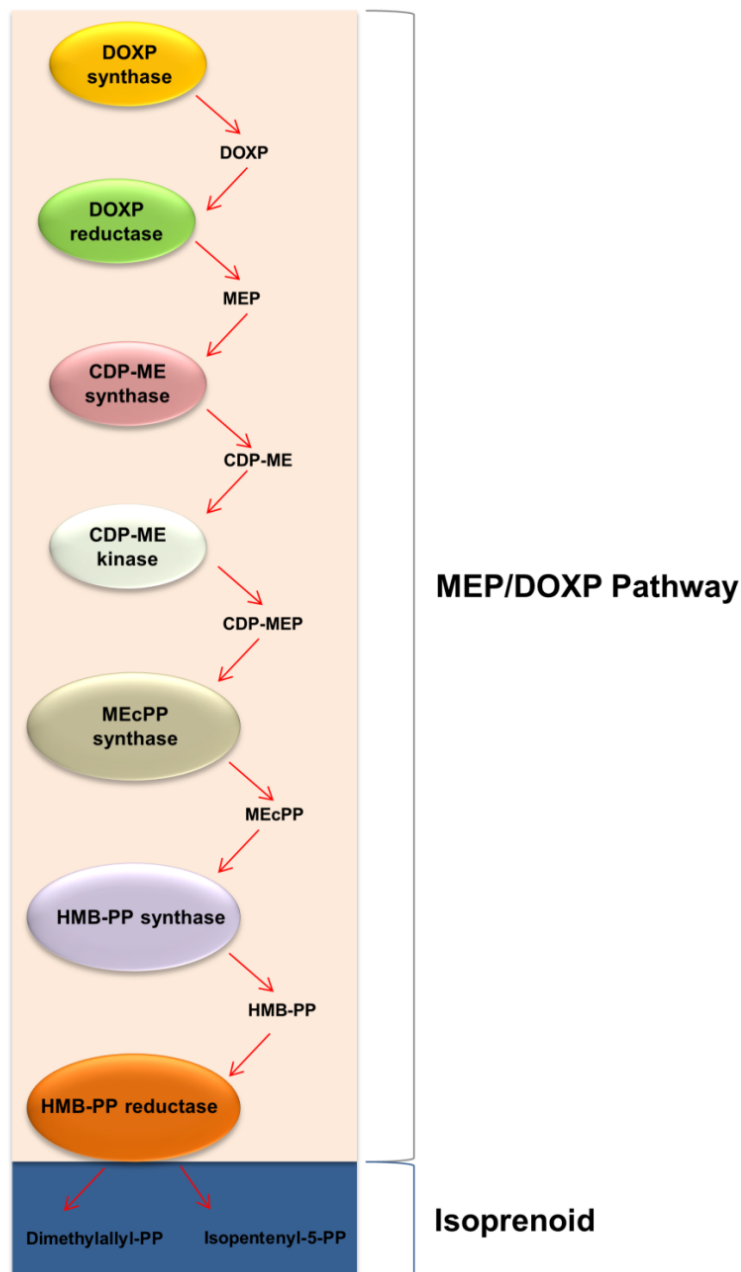 DOXP
synthase
DOXP
DOXP
reductase
MEP
CDP-ME
synthase
CDP-ME
CDP-ME
kinase
MEP/DOXP Pathway
CDP-MEP
MEcPP
synthase
MEcPP
HMB-PP synthase
HMB-PP
HMB-PP reductase
Isoprenoid
Dimethylallyl-PP
Isopentenyl-5-PP